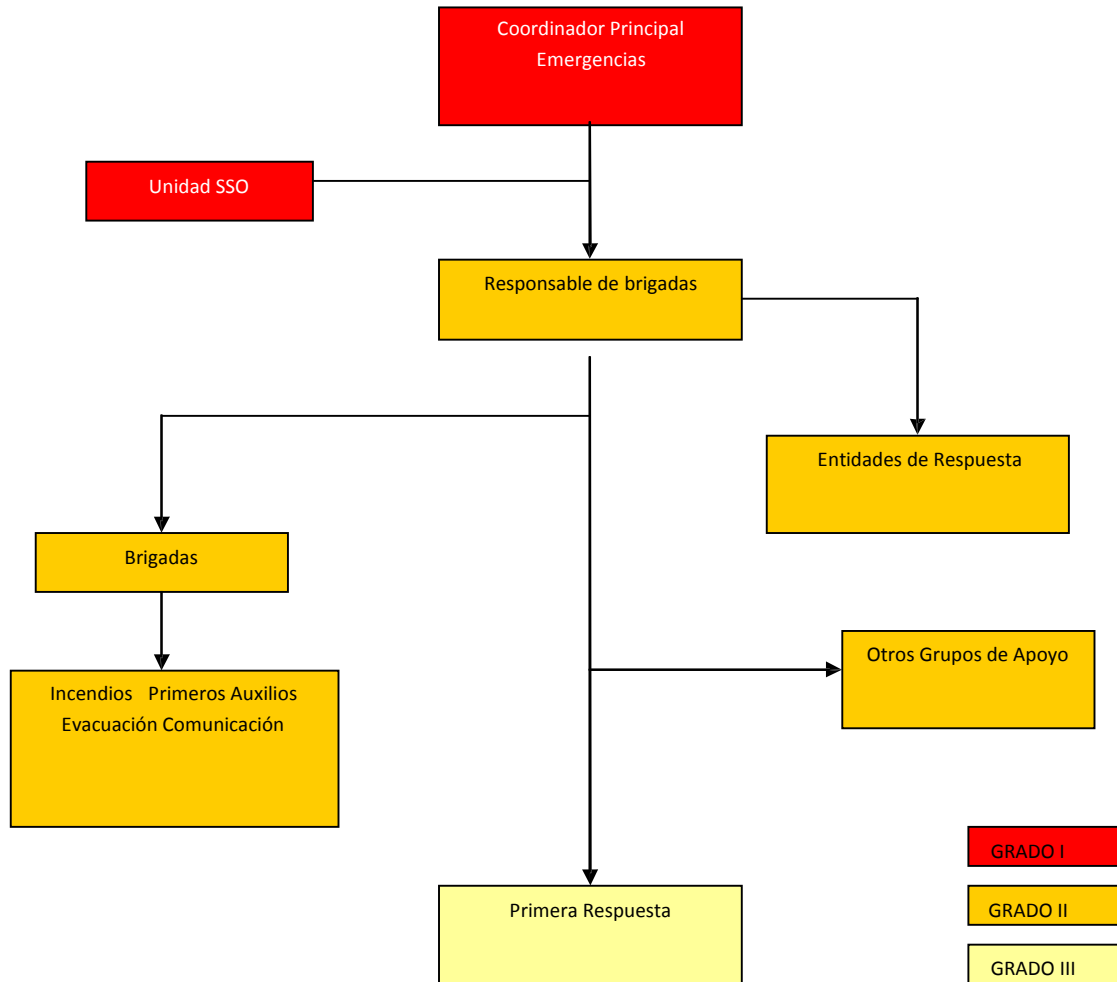 Coordinador Principal
Emergencias
Unidad SSO
Responsable de brigadas
Entidades de Respuesta
Brigadas
Otros Grupos de Apoyo
Incendios Primeros Auxilios
Evacuación Comunicación
GRADO I
Primera Respuesta
GRADO II
GRADO III